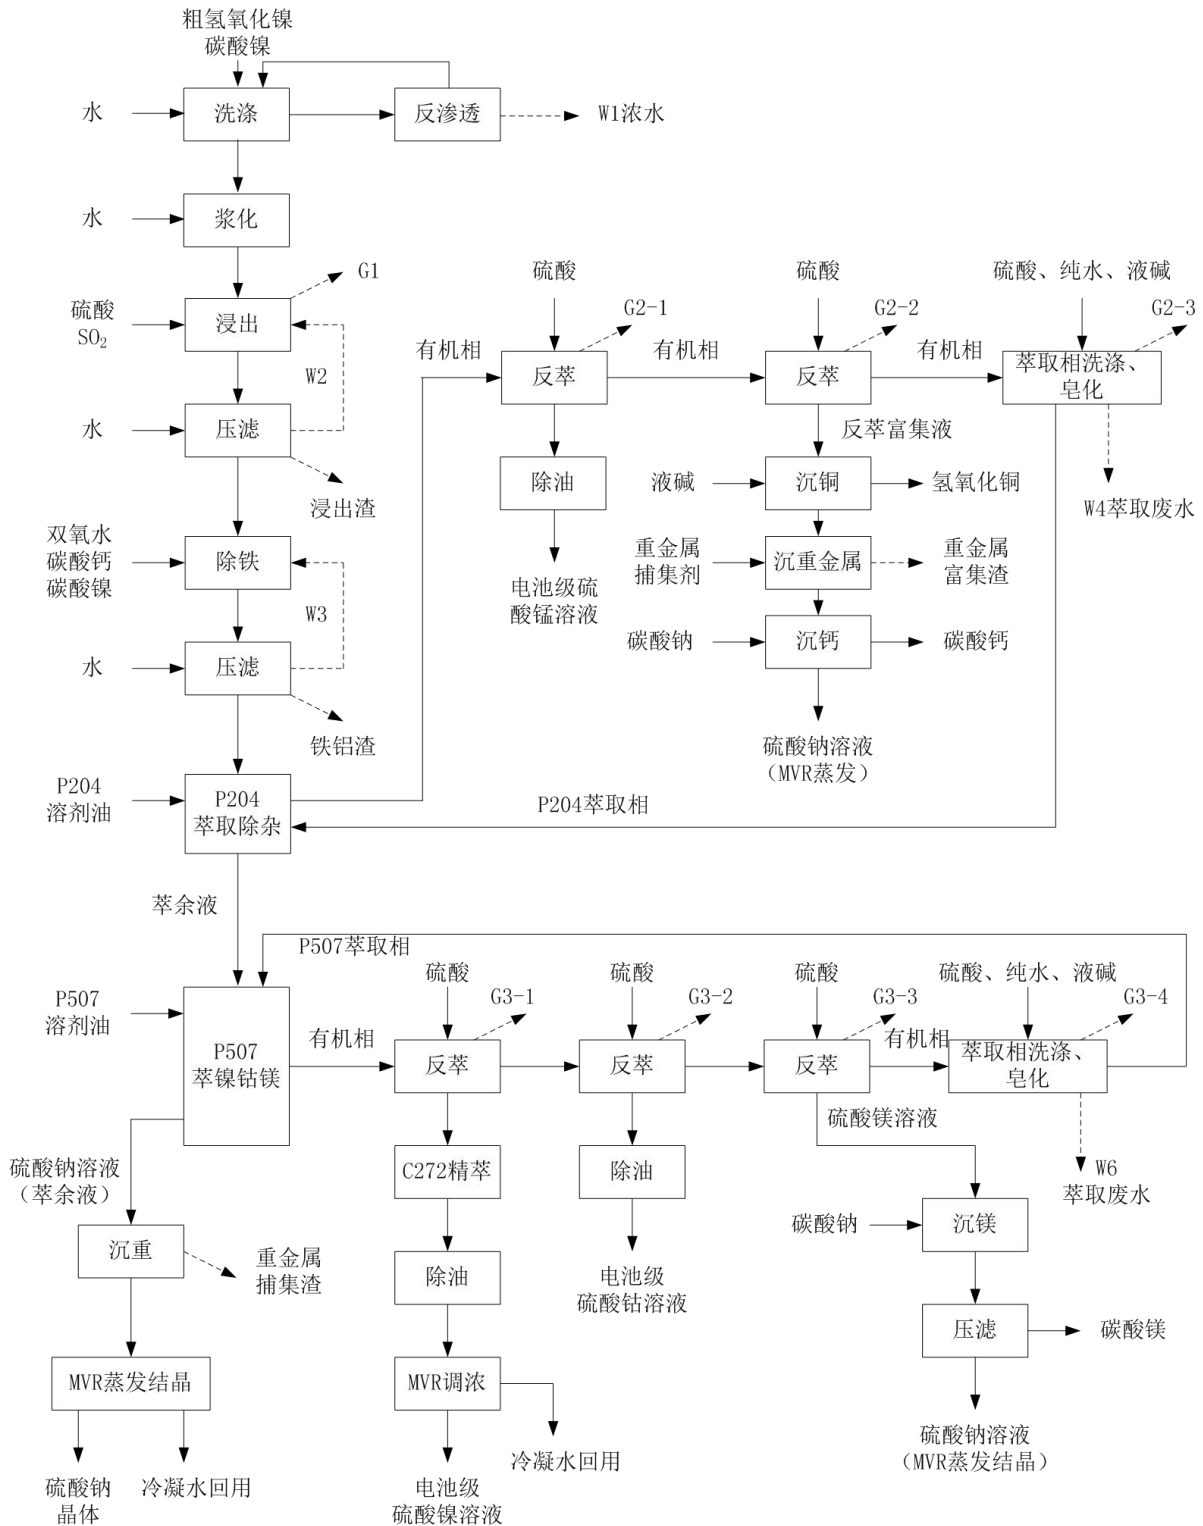 粗氢氧化镍
碳酸镍
水
洗涤
反渗透
W1浓水
水
浆化
G1
硫酸
SO₂
浸出
W2
水
压滤
浸出渣
双氧水
碳酸钙
碳酸镍
除铁
W3
水
压滤
铁铝渣
P204
溶剂油
P204
萃取除杂
有机相
硫酸
G2-1
反萃
除油
电池级硫
酸锰溶液
有机相
硫酸
G2-2
反萃
反萃富集液
液碱
沉铜
氢氧化铜
重金属
捕集剂
沉重金属
重金属
富集渣
碳酸钠
沉钙
碳酸钙
硫酸钠溶液
（MVR蒸发）
有机相
硫酸、纯水、液碱
G2-3
萃取相洗涤、
皂化
W4萃取废水
P204萃取相
萃余液
P507萃取相
P507
溶剂油
P507
萃镍钴镁
有机相
硫酸
G3-1
反萃
C272精萃
除油
MVR调浓
冷凝水回用
电池级
硫酸镍溶液
硫酸
G3-2
反萃
除油
电池级
硫酸钴溶液
硫酸
G3-3
反萃
有机相
硫酸镁溶液
碳酸钠
沉镁
压滤
碳酸镁
硫酸钠溶液
（MVR蒸发结晶）
硫酸、纯水、液碱
G3-4
萃取相洗涤、
皂化
W6
萃取废水
硫酸钠溶液
（萃余液）
沉重
重金属
捕集渣
MVR蒸发结晶
硫酸钠
晶体
冷凝水回用